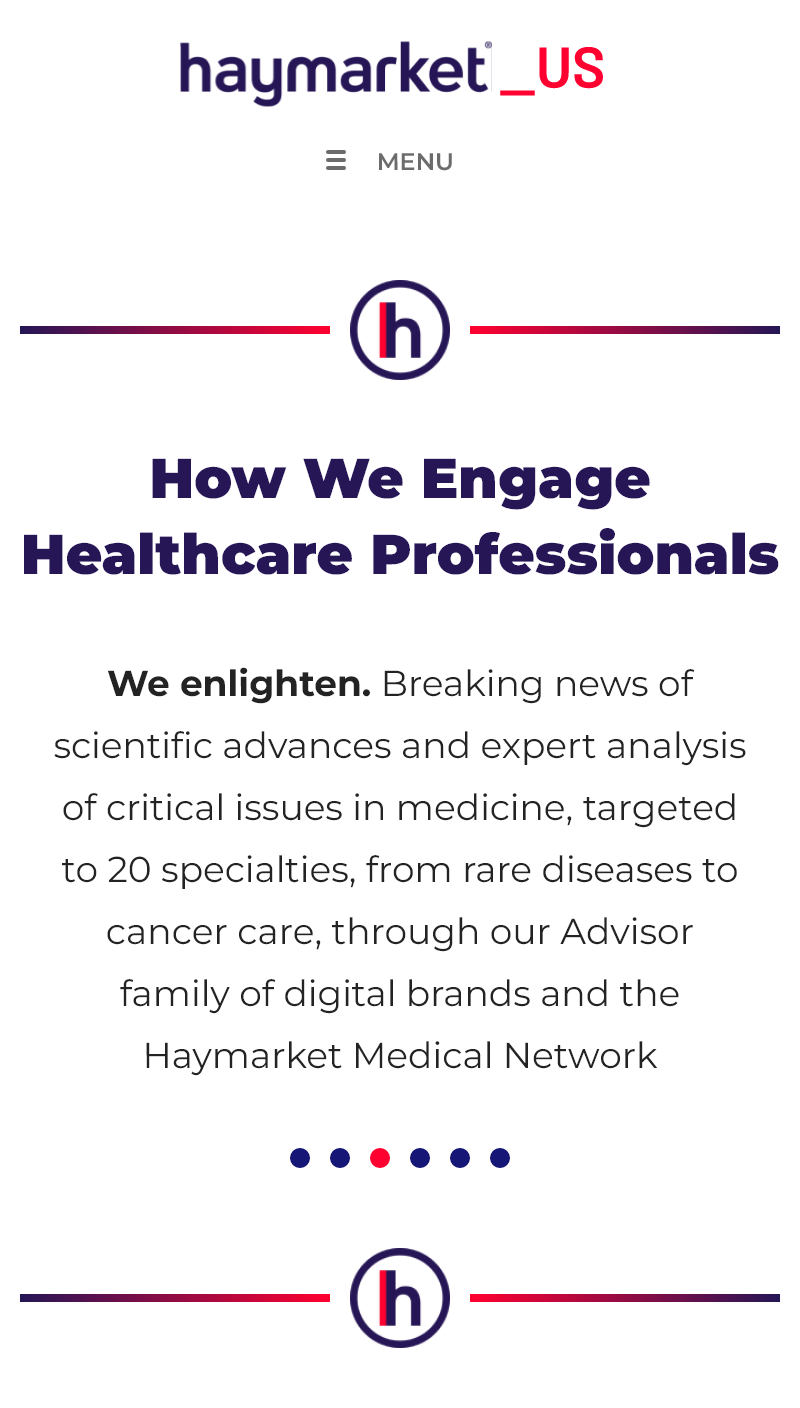 haymarket® _US
MENU
h
How We Engage
Healthcare Professionals
We enlighten. Breaking news of
scientific advances and expert analysis
of critical issues in medicine, targeted
to 20 specialties, from rare diseases to
cancer care, through our Advisor
family of digital brands and the
Haymarket Medical Network
h